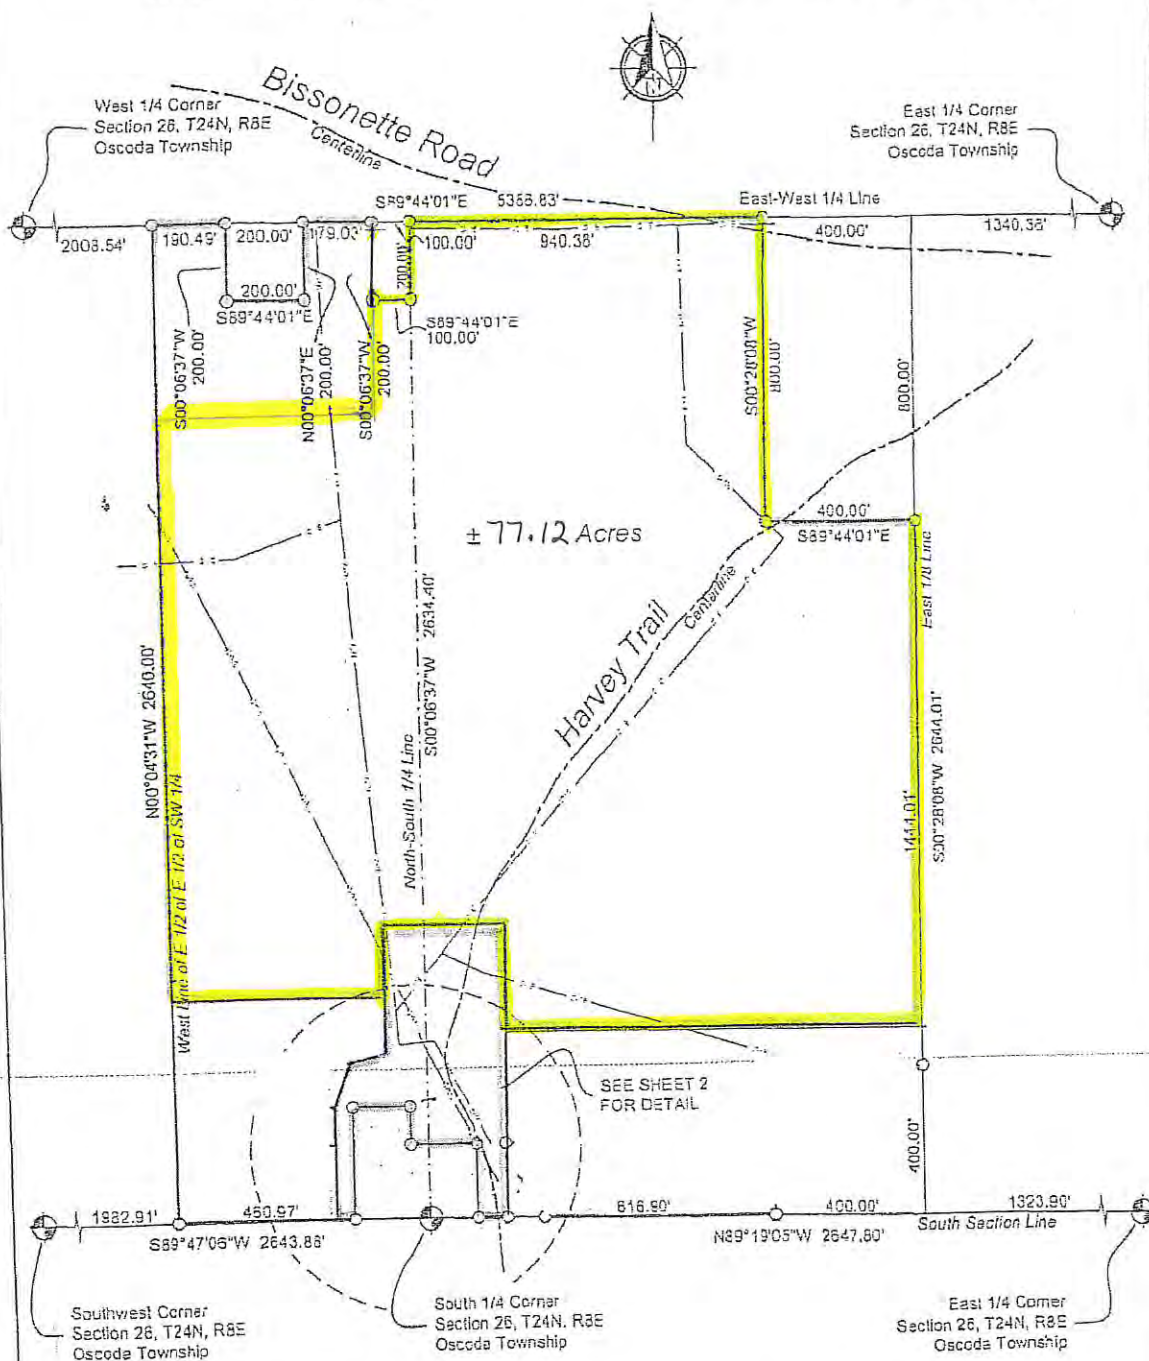 Bissonette Road
Centerline
West 1/4 Corner
Section 26, T24N, R8E
Oscoda Township
East 1/4 Corner
Section 26, T24N, R8E
Oscoda Township
S89°44'01"E 5388.83'
East-West 1/4 Line
2008.54'
190.49'
200.00'
179.03'
100.00'
940.38'
400.00'
1340.38'
200.00'
S89°44'01"E
200.00'
S89°44'01"E
100.00'
S00°06'37"W
200.00'
N00°06'37"E
200.00'
S00°06'37"W
200.00'
S00°28'08"W
800.00'
800.00'
400.00'
S89°44'01"E
±77.12 Acres
Harvey Trail
Centerline
East 1/8 Line
N00°04'31"W 2640.00'
West Line of E 1/2 of E 1/2 of SW 1/4
North-South 1/4 Line
S00°06'37"W 2634.40'
1444.01'
S00°28'08"W 2644.01'
SEE SHEET 2
FOR DETAIL
400.00'
1982.91'
460.97'
616.90'
400.00'
1323.90'
S89°47'05"W 2643.88'
N89°19'05"W 2647.80'
South Section Line
Southwest Corner
Section 26, T24N, R8E
Oscoda Township
South 1/4 Corner
Section 26, T24N, R8E
Oscoda Township
East 1/4 Corner
Section 26, T24N, R8E
Oscoda Township